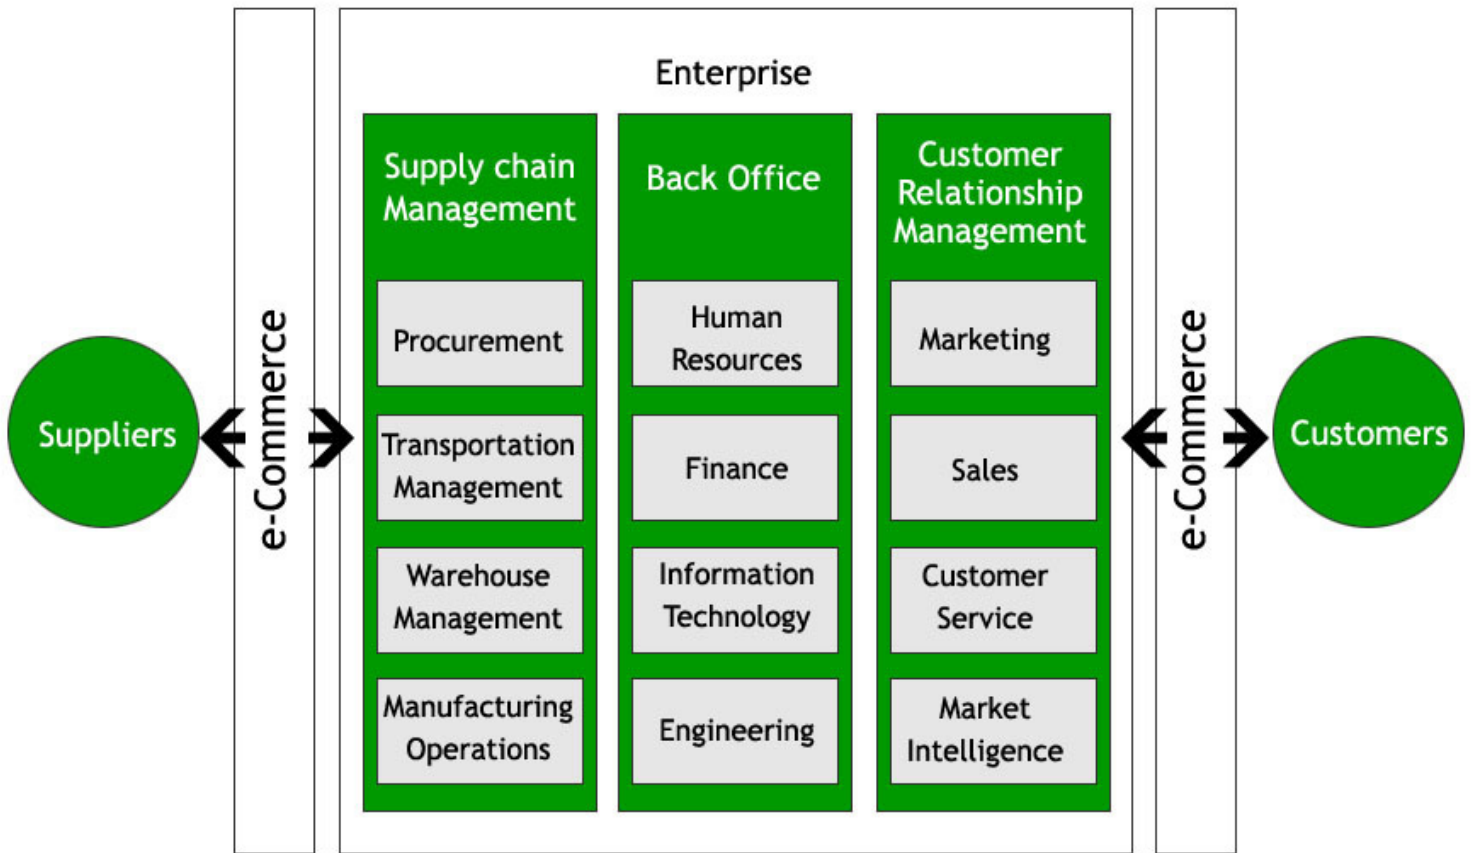 Enterprise
Supply chain
Management
Procurement
Transportation
Management
Warehouse
Management
Manufacturing
Operations
Back Office
Human
Resources
Finance
Information
Technology
Engineering
Customer
Relationship
Management
Marketing
Sales
Customer
Service
Market
Intelligence
Suppliers
e-Commerce
e-Commerce
Customers